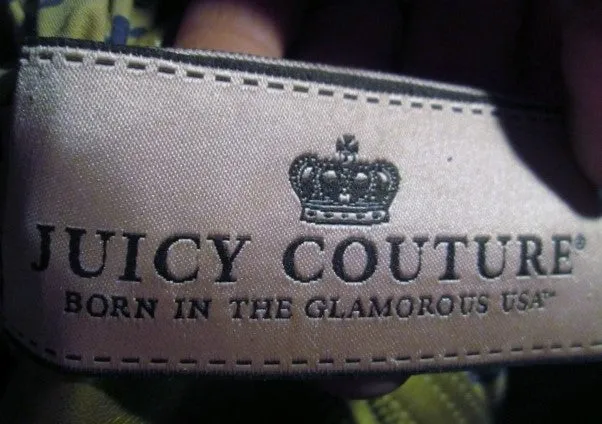 JUICY COUTURE®
BORN IN THE GLAMOROUS USA™